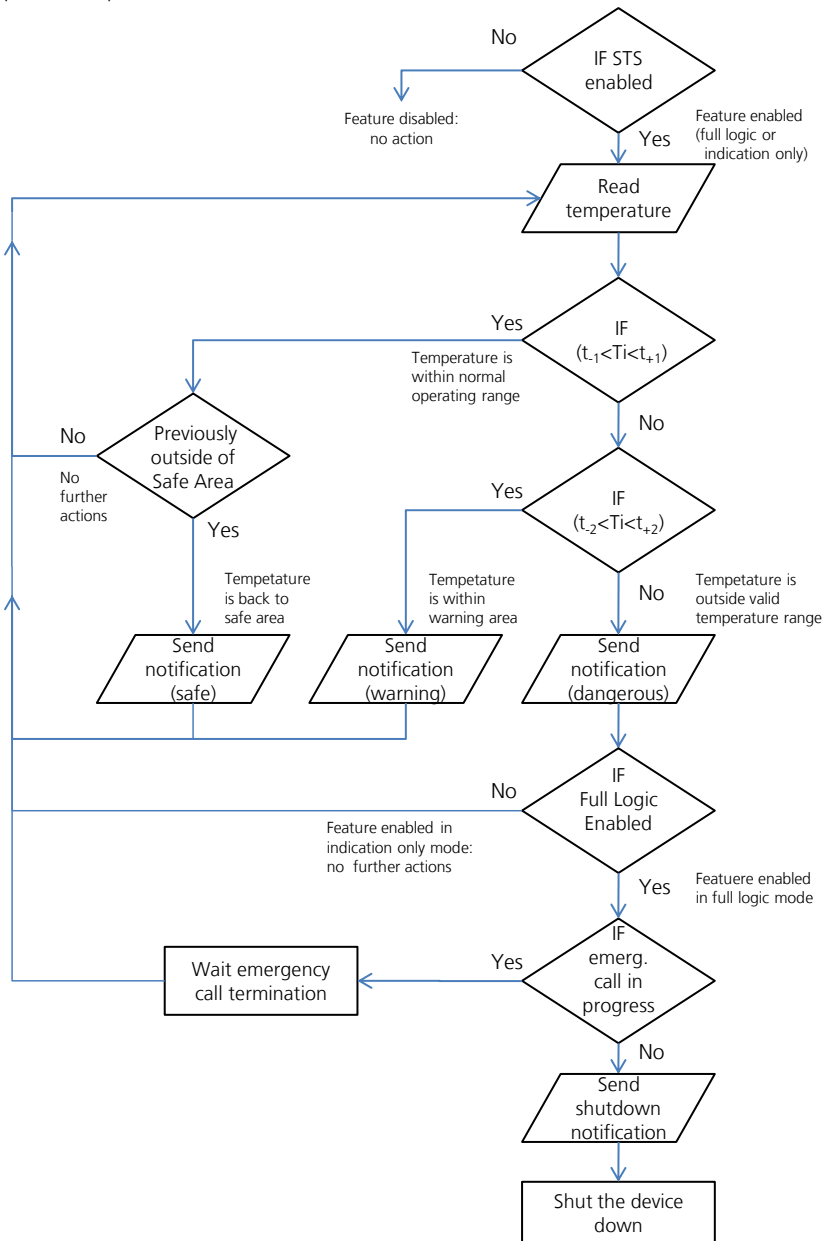 No
IF STS
enabled
Feature disabled:
no action
Yes
Feature enabled
(full logic or
indication only)
Read
temperature
Yes
IF
(t-1<Ti<t+1)
Temperature is
within normal
operating range
No
No
Previously
outside of
Safe Area
Yes
IF
(t-2<Ti<t+2)
No
further
actions
Yes
Tempetature
is back to
safe area
Tempetature
is within
warning area
No
Tempetature is
outside valid
temperature range
Send
notification
(safe)
Send
notification
(warning)
Send
notification
(dangerous)
No
IF
Full Logic
Enabled
Feature enabled in
indication only mode:
no further actions
Yes
Featuere enabled
in full logic mode
Wait emergency
call termination
Yes
IF
emerg.
call in
progress
No
Send
shutdown
notification
Shut the device
down